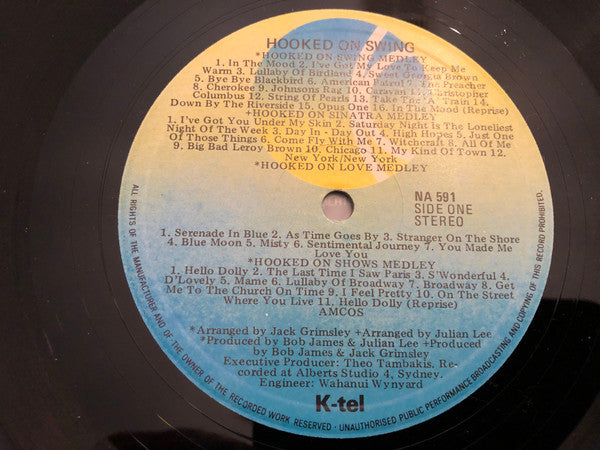 HOOKED ON SWING
*HOOKED ON SWING MEDLEY
1. In The Mood 2. I've Got My Love To Keep Me
Warm 3. Lullaby Of Birdland 4. Sweet Georgia Brown
5. Bye Bye Blackbird 6. American Patrol 7. The Preacher
8. Cherokee 9. Johnsons Rag 10. Caravan 11. Christopher
Columbus 12. String Of Pearls 13. Take The 'A' Train 14.
Down By The Riverside 15. Opus One 16. In The Mood (Reprise)
+HOOKED ON SINATRA MEDLEY
1. I've Got You Under My Skin 2. Saturday Night Is The Loneliest
Night Of The Week 3. Day In - Day Out 4. High Hopes 5. Just One
Of Those Things 6. Come Fly With Me 7. Witchcraft 8. All Of Me
9. Big Bad Leroy Brown 10. Chicago 11. My Kind Of Town 12.
New York/New York
*HOOKED ON LOVE MEDLEY
NA 591
SIDE ONE
STEREO
1. Serenade In Blue 2. As Time Goes By 3. Stranger On The Shore
4. Blue Moon 5. Misty 6. Sentimental Journey 7. You Made Me
Love You
*HOOKED ON SHOWS MEDLEY
1. Hello Dolly 2. The Last Time I Saw Paris 3. S'Wonderful 4.
D'Lovely 5. Mame 6. Lullaby Of Broadway 7. Broadway 8. Get
Me To The Church On Time 9. I Feel Pretty 10. On The Street
Where You Live 11. Hello Dolly (Reprise)
AMCOS
*Arranged by Jack Grimsley +Arranged by Julian Lee
*Produced by Bob James & Julian Lee +Produced
by Bob James & Jack Grimsley
Executive Producer: Theo Tambakis, Re-
corded at Alberts Studio 4, Sydney.
Engineer: Wahanui Wynyard
K-tel
ALL RIGHTS OF THE MANUFACTURER AND OF THE OWNER OF THE RECORDED WORK RESERVED - UNAUTHORISED PUBLIC PERFORMANCE BROADCASTING AND COPYING OF THIS RECORD PROHIBITED.